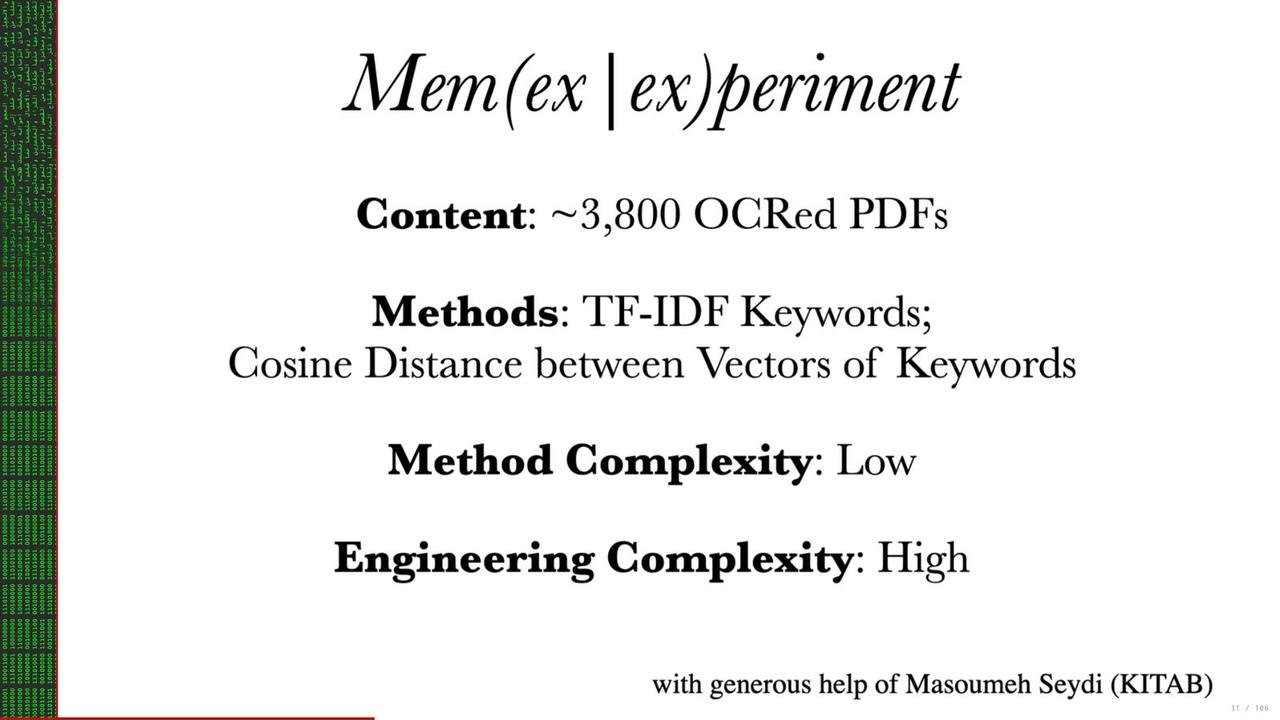 Mem(ex|ex)periment
Content: ~3,800 OCRed PDFs
Methods: TF-IDF Keywords;
Cosine Distance between Vectors of Keywords
Method Complexity: Low
Engineering Complexity: High
with generous help of Masoumeh Seydi (KITAB)
31 / 106